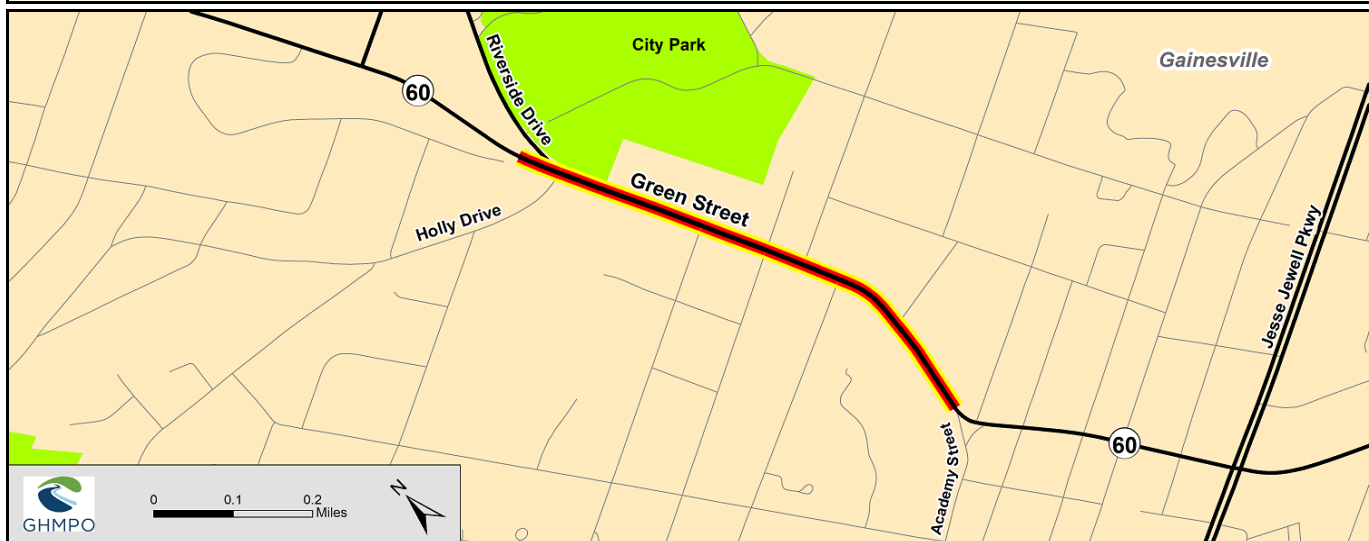 City Park
Gainesville
60
Riverside Drive
Green Street
Holly Drive
Jesse Jewell Pkwy
60
Academy Street
N
0 0.1 0.2
Miles
GHMPO